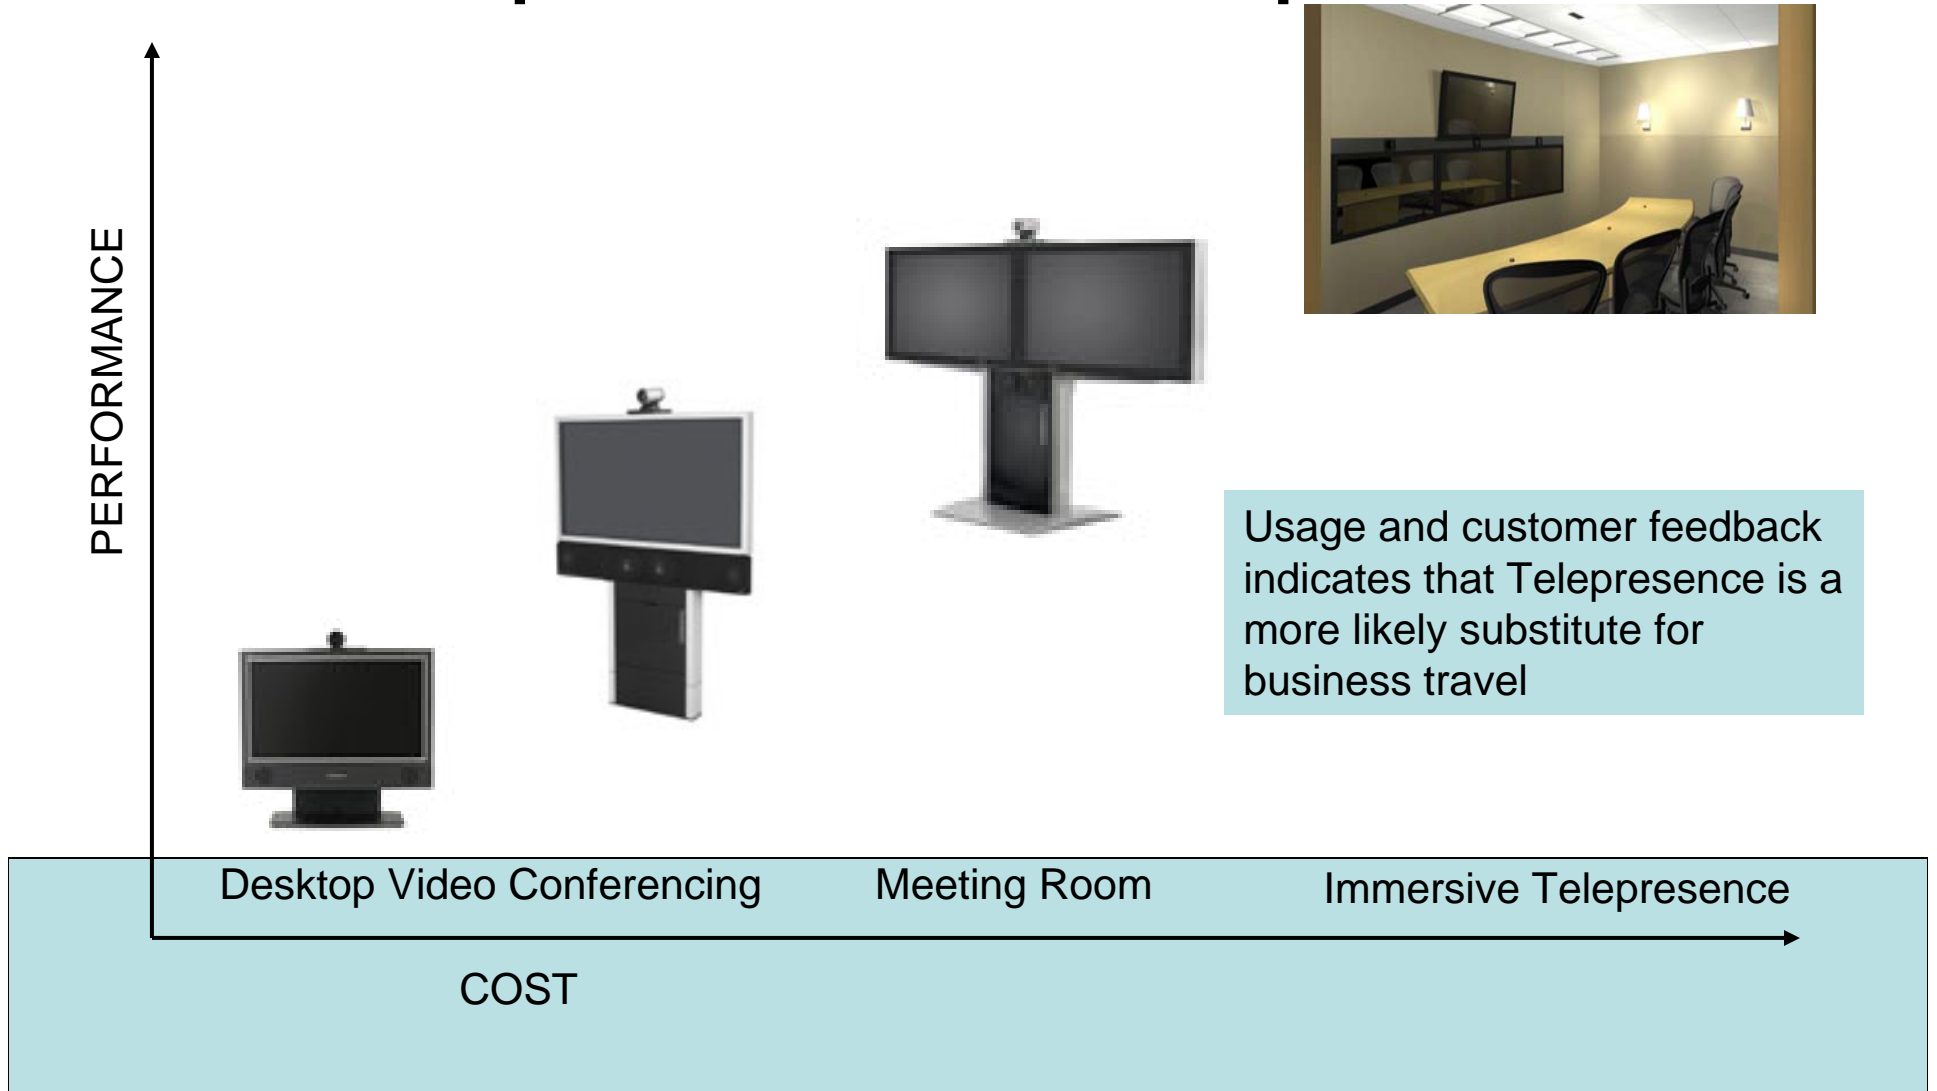 PERFORMANCE
Usage and customer feedback
indicates that Telepresence is a
more likely substitute for
business travel
Desktop Video Conferencing
Meeting Room
Immersive Telepresence
COST